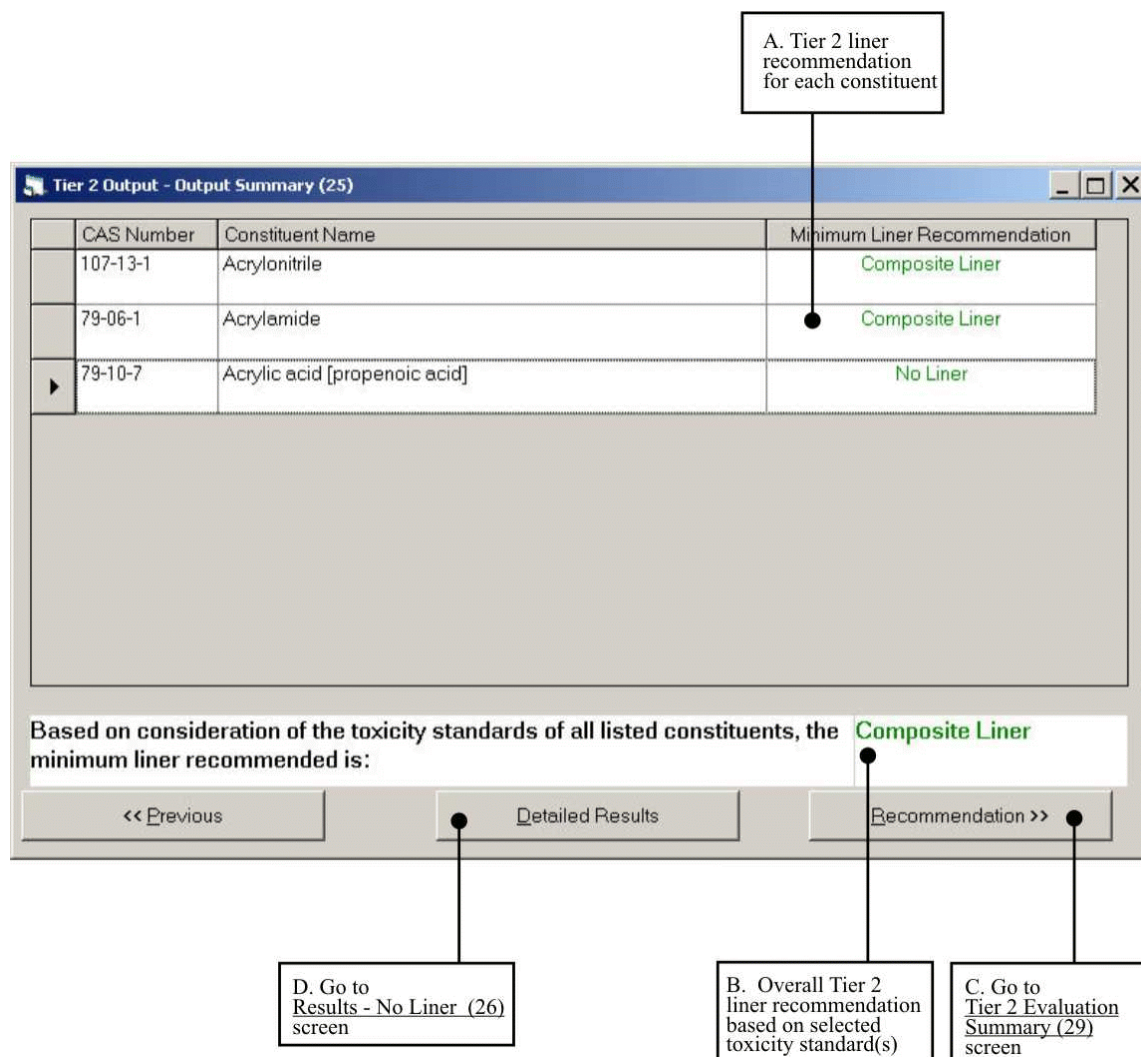 A. Tier 2 liner
recommendation
for each constituent
Tier 2 Output - Output Summary (25)
CAS Number Constituent Name Minimum Liner Recommendation
107-13-1 Acrylonitrile Composite Liner
79-06-1 Acrylamide Composite Liner
79-10-7 Acrylic acid [propenoic acid] No Liner
Based on consideration of the toxicity standards of all listed constituents, the Composite Liner
minimum liner recommended is:
<< Previous Detailed Results Recommendation >>
D. Go to
Results - No Liner (26)
screen
B. Overall Tier 2
liner recommendation
based on selected
toxicity standard(s)
C. Go to
Tier 2 Evaluation
Summary (29)
screen